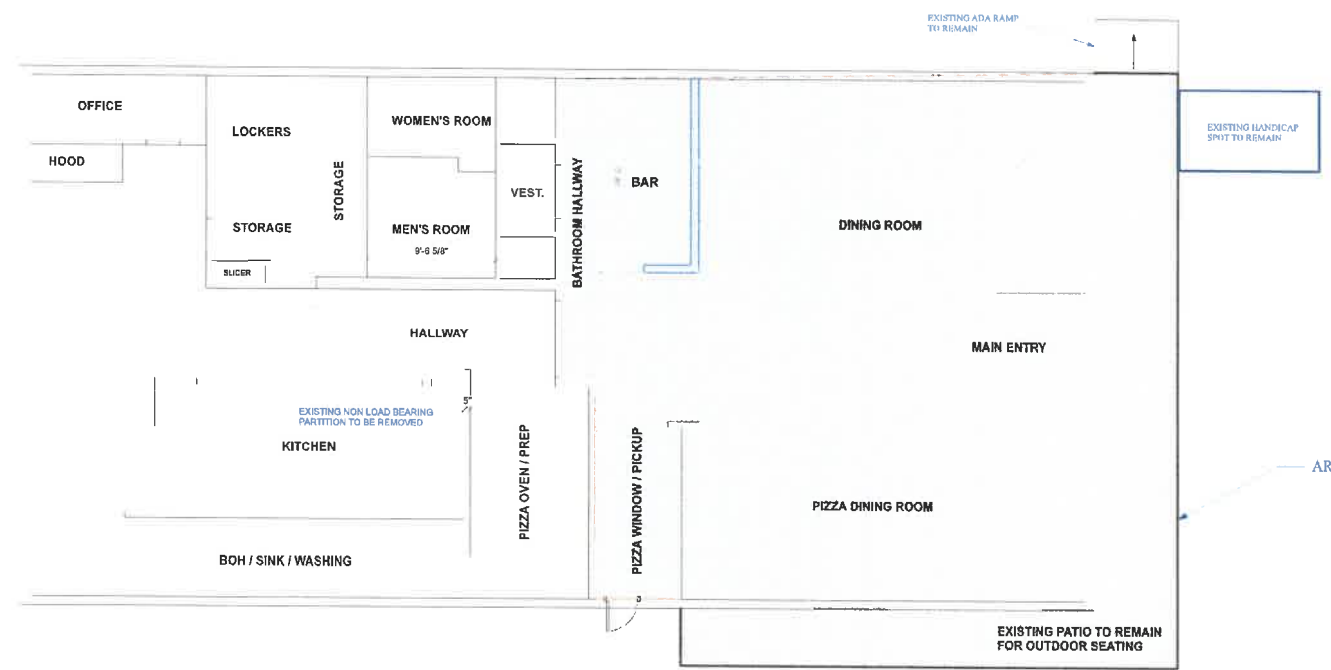 EXISTING ADA RAMP
TO REMAIN
OFFICE
LOCKERS
WOMEN'S ROOM
EXISTING HANDICAP
SPOT TO REMAIN
HOOD
STORAGE
VEST.
BATHROOM HALLWAY
BAR
STORAGE
MEN'S ROOM
9'-6 5/8"
DINING ROOM
SLICER
HALLWAY
MAIN ENTRY
5"
EXISTING NON LOAD BEARING
PARTITION TO BE REMOVED
KITCHEN
PIZZA OVEN / PREP
PIZZA WINDOW / PICKUP
AR
PIZZA DINING ROOM
BOH / SINK / WASHING
EXISTING PATIO TO REMAIN
FOR OUTDOOR SEATING